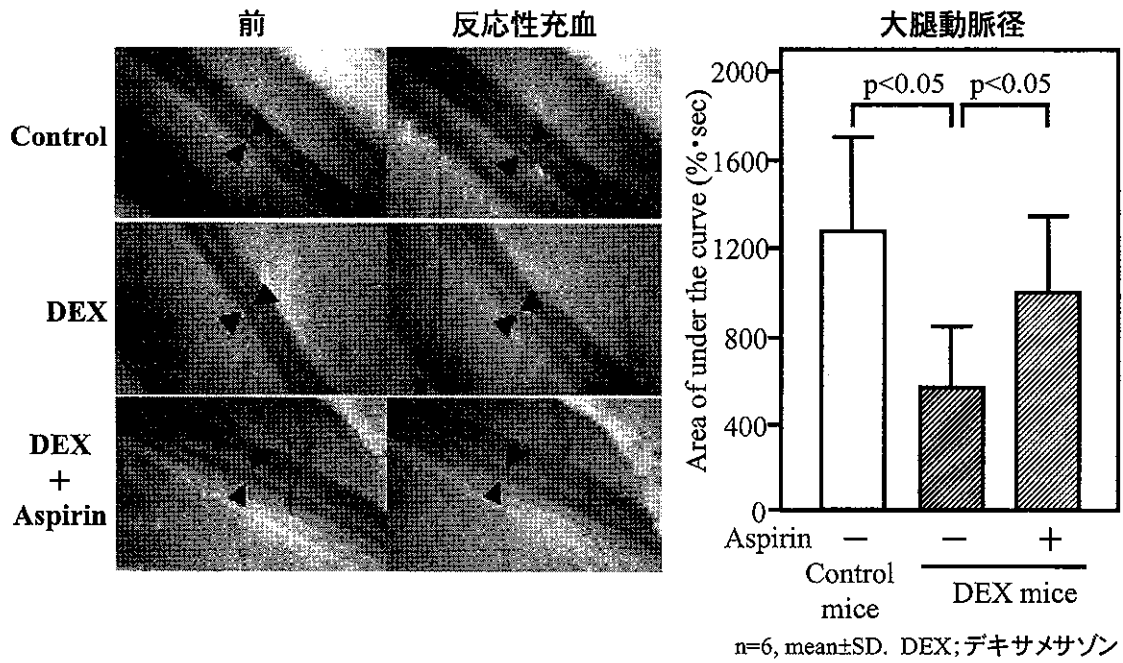 前
反応性充血
Control
DEX
DEX
+
Aspirin
大腿動脈径
Area of under the curve (%・sec)
2000
1600
1200
800
400
0
p<0.05
p<0.05
Aspirin − − +
Control
mice
DEX mice
n=6, mean±SD. DEX;デキサメサゾン